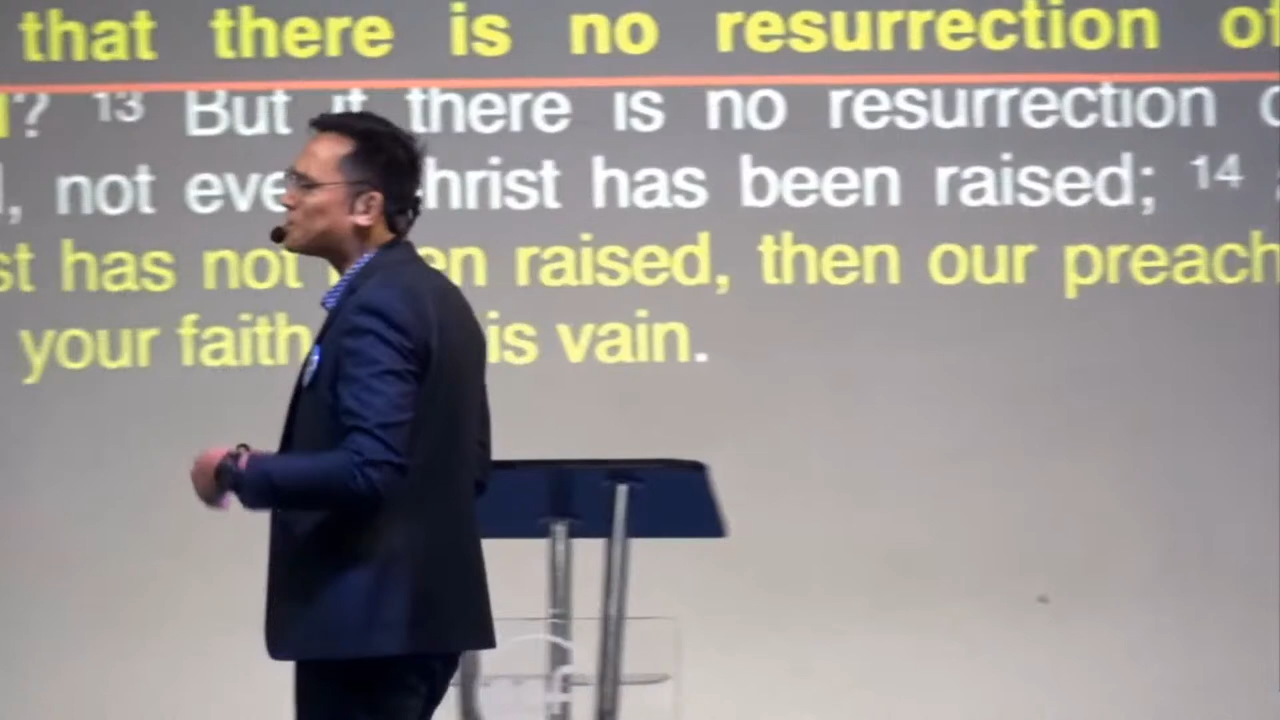 that there is no resurrection of
? 13 But if there is no resurrection
, not eve hrist has been raised; 14
st has not en raised, then our preach
your faith is vain.